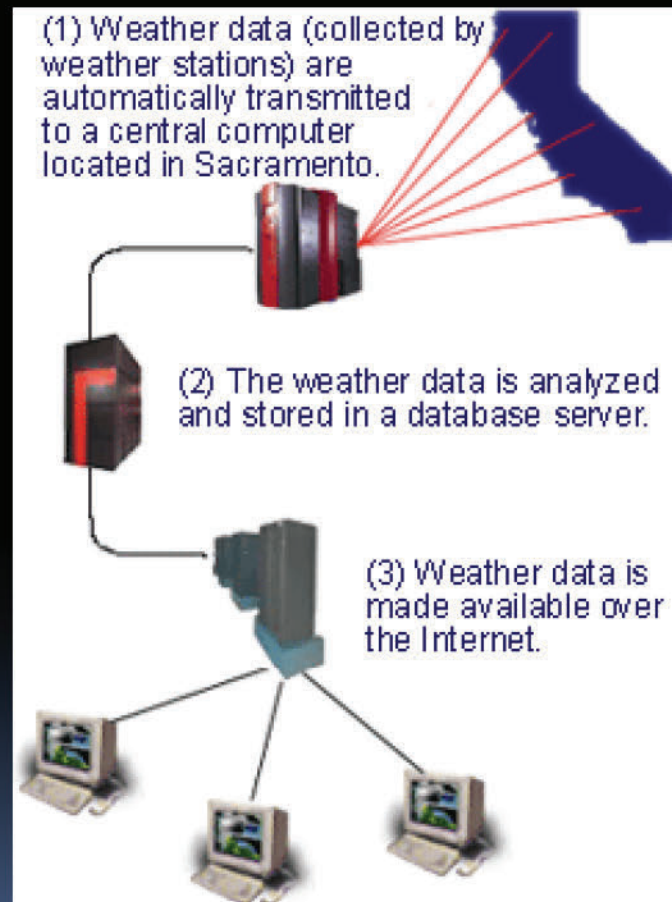 (1) Weather data (collected by
weather stations) are
automatically transmitted
to a central computer
located in Sacramento.
(2) The weather data is analyzed
and stored in a database server.
(3) Weather data is
made available over
the Internet.